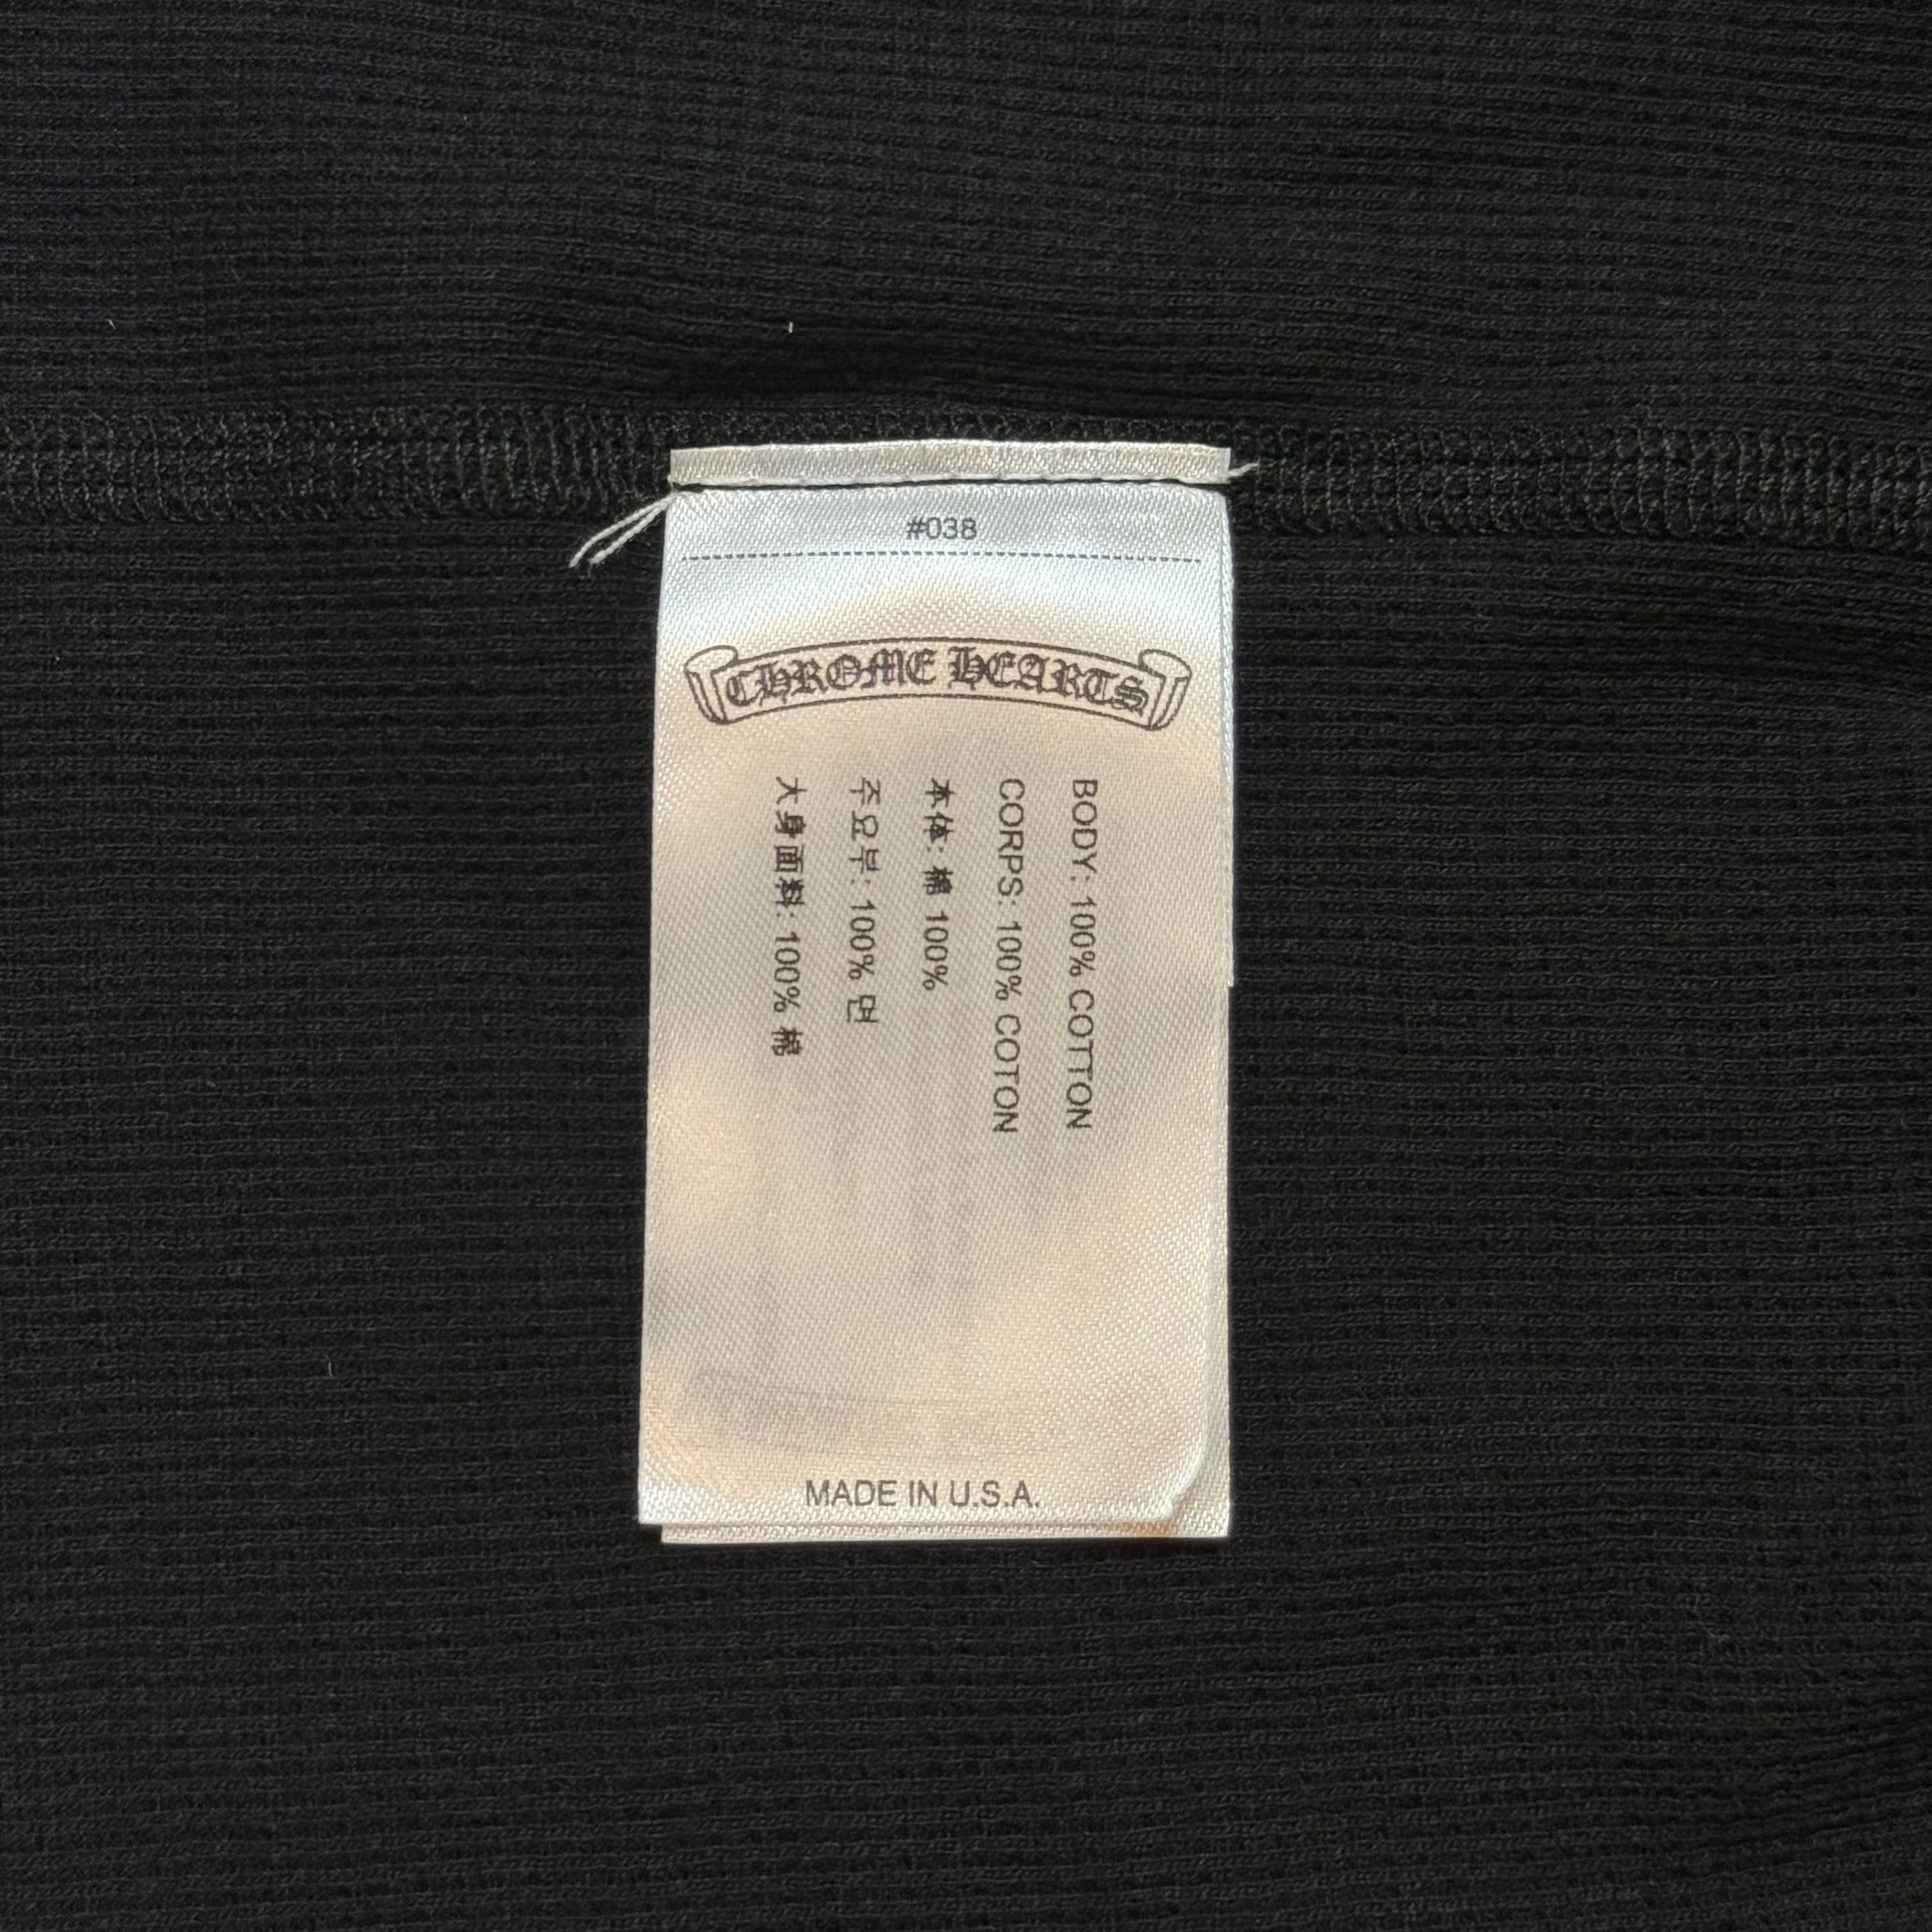 #038
CHROME HEARTS
BODY: 100% COTTON
CORPS: 100% COTON
本体: 棉 100%
주요부: 100% 면
大身面料: 100% 棉
MADE IN U.S.A.